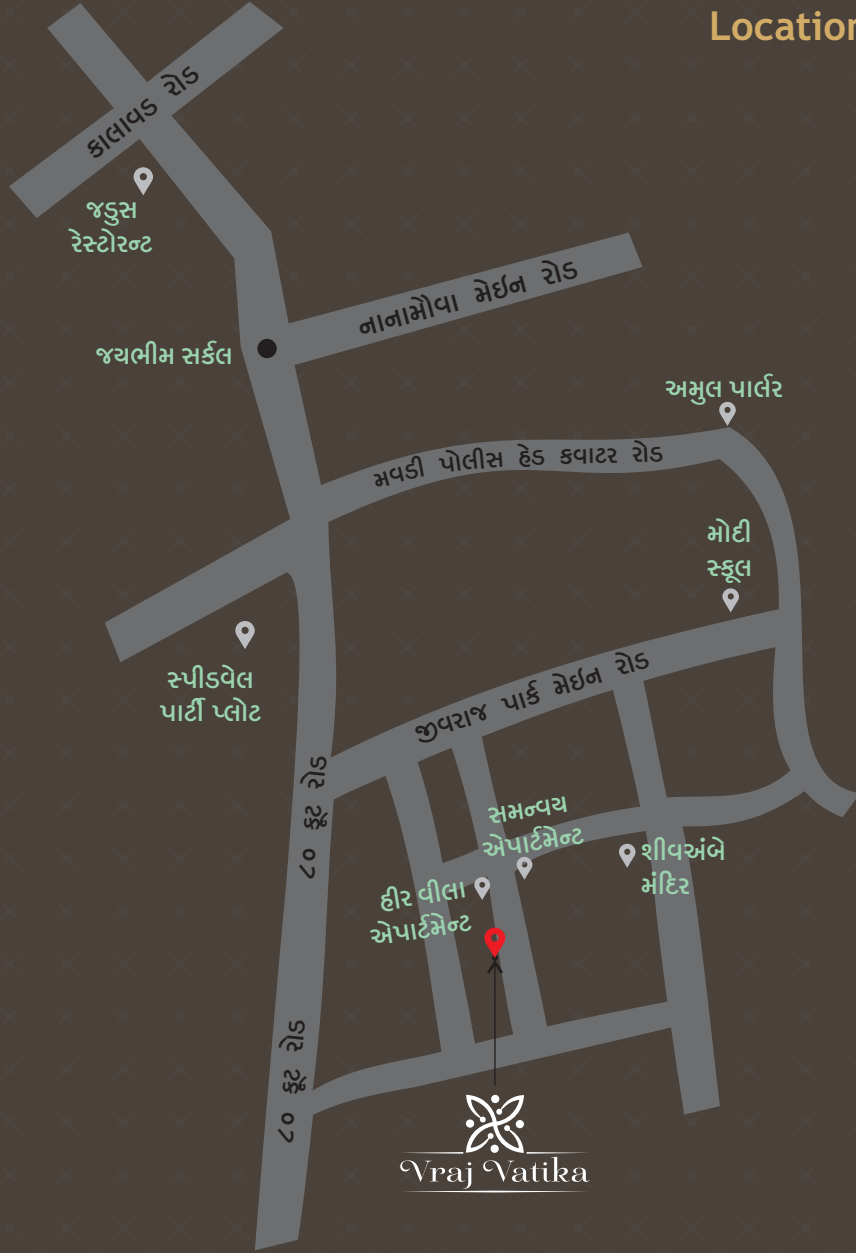 Location
કાલાવડ રોડ
જડુસ
રેસ્ટોરન્ટ
નાનામૌવા મેઇન રોડ
જયભીમ સર્કલ
અમુલ પાર્લર
મવડી પોલીસ હેડ કવાટર રોડ
મોદી
સ્કૂલ
સ્પીડવેલ
પાર્ટી પ્લોટ
જીવરાજ પાર્ક મેઇન રોડ
૮૦ ફૂટ રોડ
સમન્વય
એપાર્ટમેન્ટ
શીવઅંબે
મંદિર
હીર વીલા
એપાર્ટમેન્ટ
૮૦ ફૂટ રોડ
Vraj Vatika